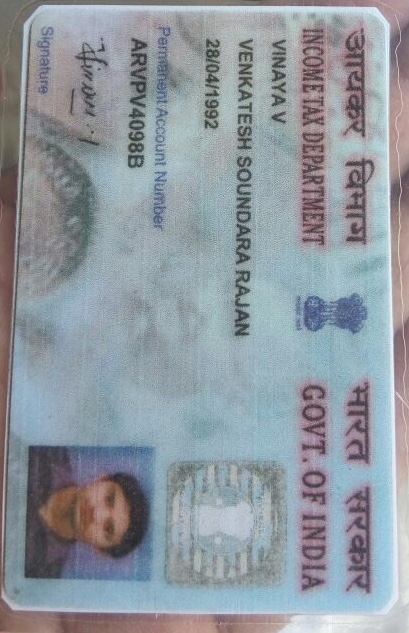 आयकर विभाग
INCOME TAX DEPARTMENT
भारत सरकार
GOVT. OF INDIA
VINAYA V
VENKATESH SOUNDARA RAJAN
28/04/1992
Permanent Account Number
ARVPV4098B
Signature